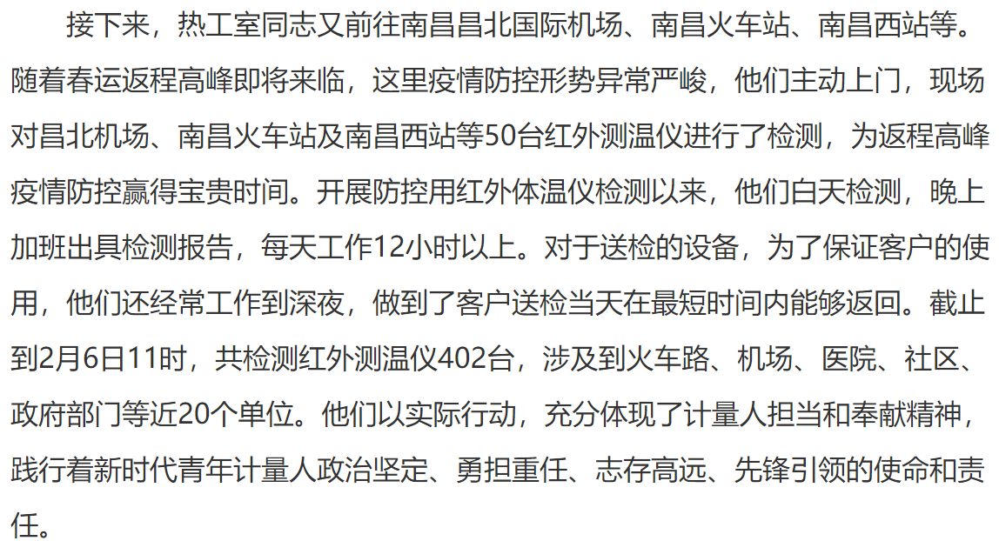 接下来，热工室同志又前往南昌昌北国际机场、南昌火车站、南昌西站等。
随着春运返程高峰即将来临，这里疫情防控形势异常严峻，他们主动上门，现场
对昌北机场、南昌火车站及南昌西站等50台红外测温仪进行了检测，为返程高峰
疫情防控赢得宝贵时间。开展防控用红外体温仪检测以来，他们白天检测，晚上
加班出具检测报告，每天工作12小时以上。对于送检的设备，为了保证客户的使
用，他们还经常工作到深夜，做到了客户送检当天在最短时间内能够返回。截止
到2月6日11时，共检测红外测温仪402台，涉及到火车路、机场、医院、社区、
政府部门等近20个单位。他们以实际行动，充分体现了计量人担当和奉献精神，
践行着新时代青年计量人政治坚定、勇担重任、志存高远、先锋引领的使命和责
任。